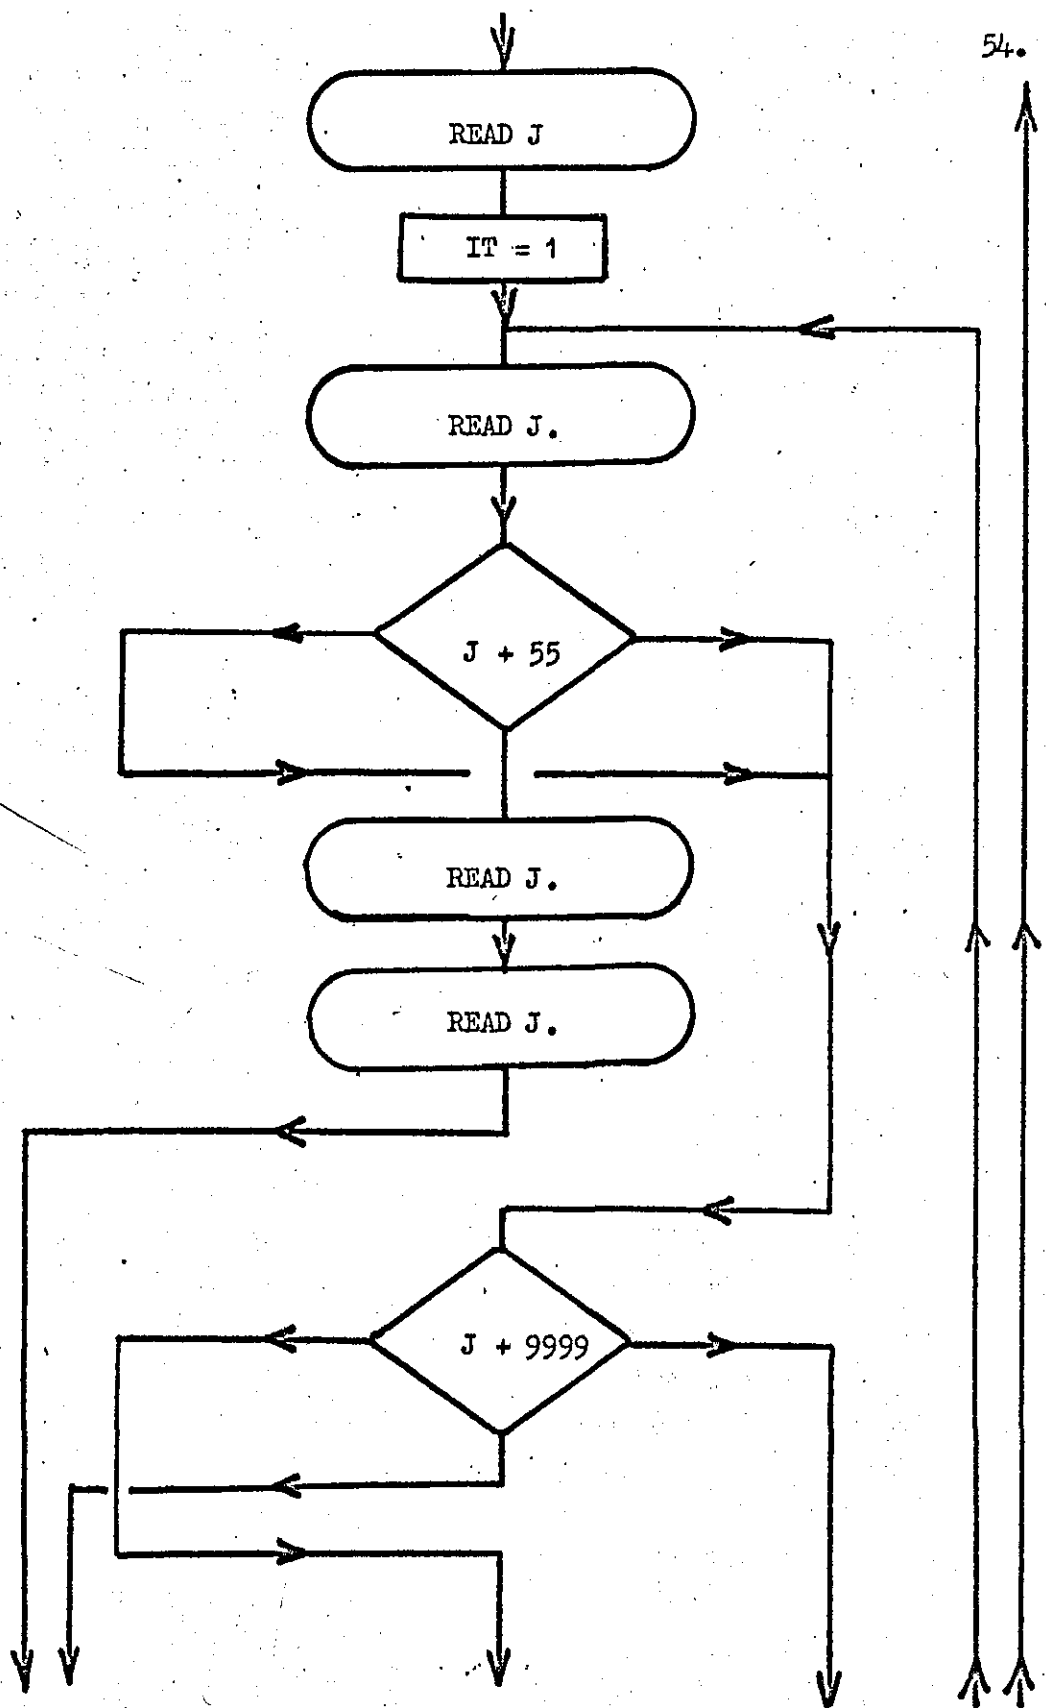 54.
READ J
IT = 1
READ J.
J + 55
READ J.
READ J.
J + 9999